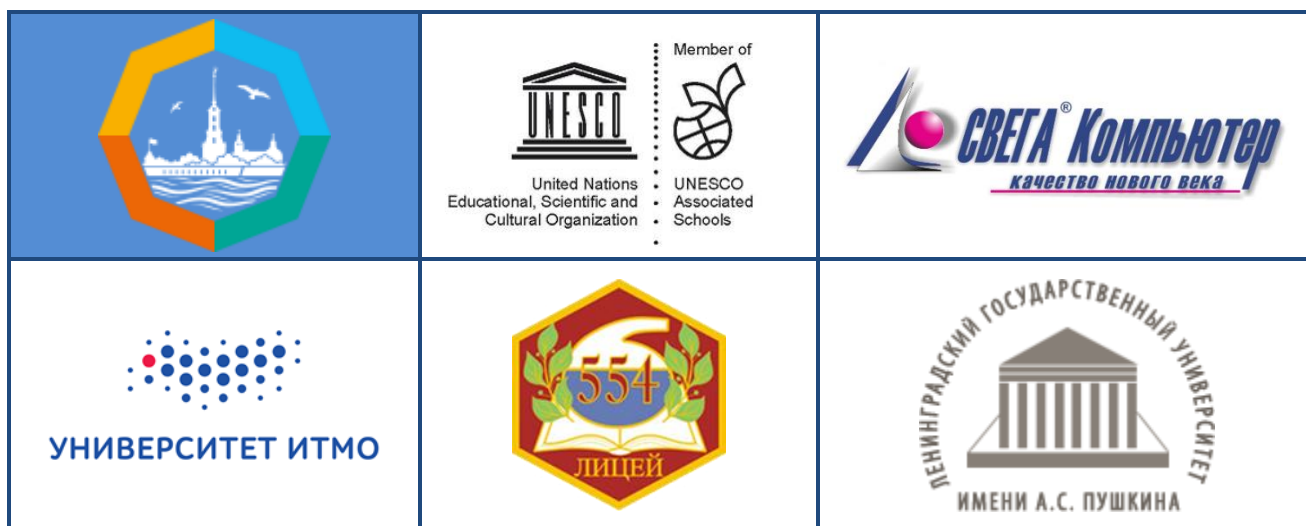 UNESCO
United Nations
Educational, Scientific and
Cultural Organization
Member of
UNESCO
Associated
Schools
СВЕГА® Компьютер
качество нового века
УНИВЕРСИТЕТ ИТМО
554
ЛИЦЕЙ
ЛЕНИНГРАДСКИЙ ГОСУДАРСТВЕННЫЙ УНИВЕРСИТЕТ
ИМЕНИ А.С. ПУШКИНА